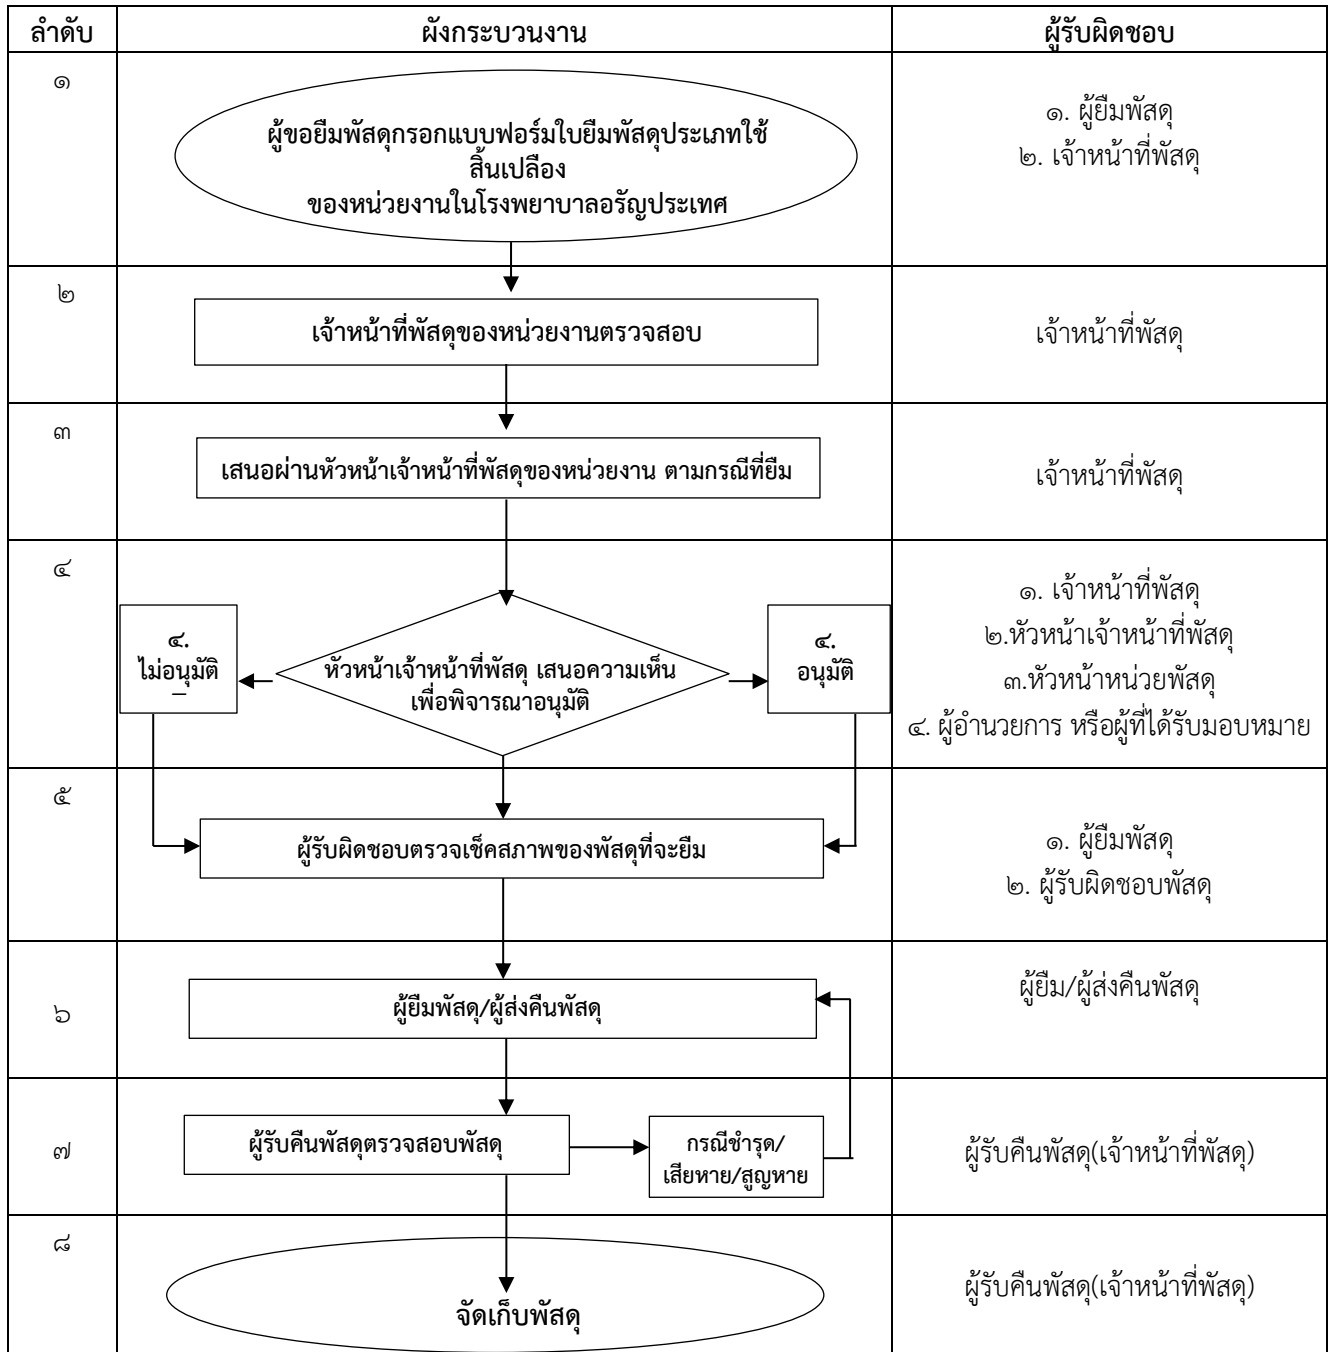 ลำดับ
ผังกระบวนงาน
ผู้รับผิดชอบ
๑
ผู้ขอยืมพัสดุกรอกแบบฟอร์มใบยืมพัสดุประเภทใช้
สิ้นเปลือง
ของหน่วยงานในโรงพยาบาลอรัญประเทศ
๑. ผู้ยืมพัสดุ
๒. เจ้าหน้าที่พัสดุ
๒
เจ้าหน้าที่พัสดุของหน่วยงานตรวจสอบ
เจ้าหน้าที่พัสดุ
๓
เสนอผ่านหัวหน้าเจ้าหน้าที่พัสดุของหน่วยงาน ตามกรณีที่ยืม
เจ้าหน้าที่พัสดุ
๔
๔.
ไม่อนุมัติ
–
หัวหน้าเจ้าหน้าที่พัสดุ เสนอความเห็น
เพื่อพิจารณาอนุมัติ
๔.
อนุมัติ
๑. เจ้าหน้าที่พัสดุ
๒.หัวหน้าเจ้าหน้าที่พัสดุ
๓.หัวหน้าหน่วยพัสดุ
๔. ผู้อำนวยการ หรือผู้ที่ได้รับมอบหมาย
๕
ผู้รับผิดชอบตรวจเช็คสภาพของพัสดุที่จะยืม
๑. ผู้ยืมพัสดุ
๒. ผู้รับผิดชอบพัสดุ
๖
ผู้ยืมพัสดุ/ผู้ส่งคืนพัสดุ
ผู้ยืม/ผู้ส่งคืนพัสดุ
๗
ผู้รับคืนพัสดุตรวจสอบพัสดุ
กรณีชำรุด/
เสียหาย/สูญหาย
ผู้รับคืนพัสดุ(เจ้าหน้าที่พัสดุ)
๘
จัดเก็บพัสดุ
ผู้รับคืนพัสดุ(เจ้าหน้าที่พัสดุ)